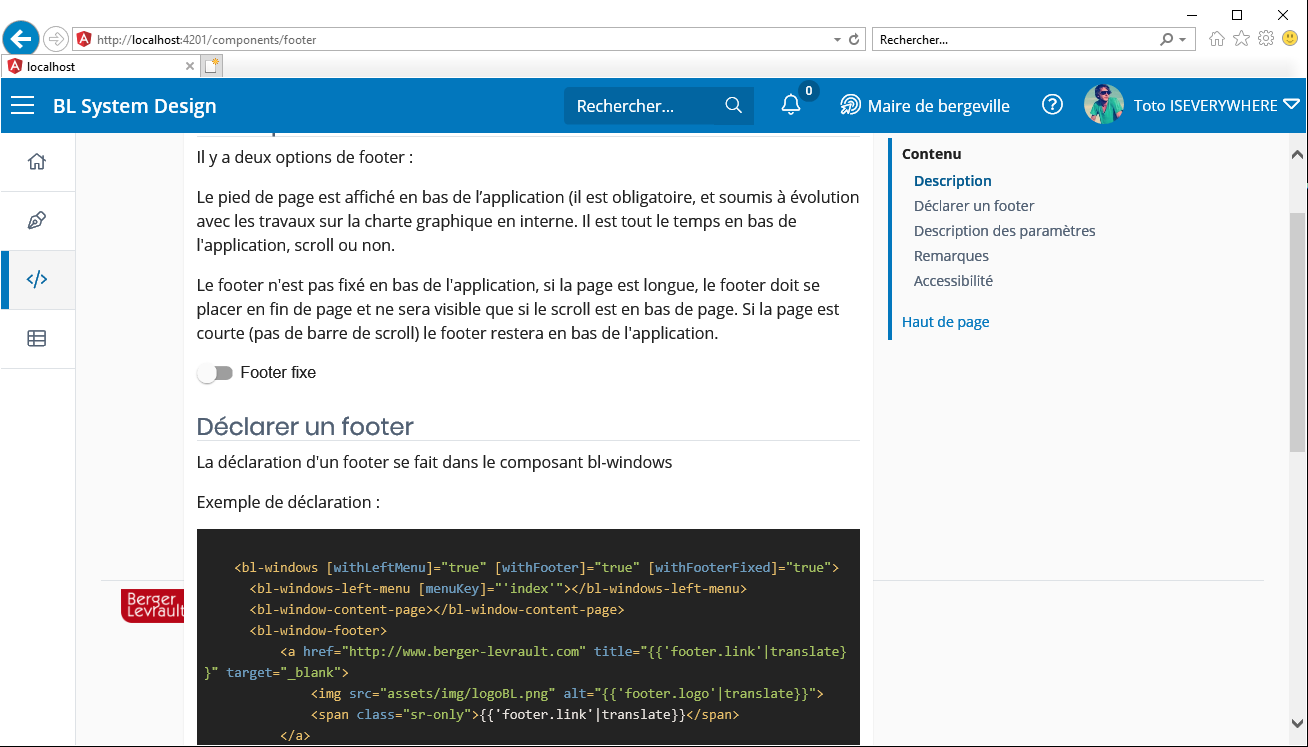 http://localhost:4201/components/footer
Rechercher...
localhost
BL System Design
Rechercher...
0
Maire de bergeville
Toto ISEVERYWHERE
Il y a deux options de footer :
Le pied de page est affiché en bas de l’application (il est obligatoire, et soumis à évolution
avec les travaux sur la charte graphique en interne. Il est tout le temps en bas de
l'application, scroll ou non.
Le footer n'est pas fixé en bas de l'application, si la page est longue, le footer doit se
placer en fin de page et ne sera visible que si le scroll est en bas de page. Si la page est
courte (pas de barre de scroll) le footer restera en bas de l'application.
Footer fixe
Déclarer un footer
La déclaration d'un footer se fait dans le composant bl-windows
Exemple de déclaration :
<bl-windows [withLeftMenu]="true" [withFooter]="true" [withFooterFixed]="true">
<bl-windows-left-menu [menuKey]="'index'"></bl-windows-left-menu>
<bl-window-content-page></bl-window-content-page>
<bl-window-footer>
<a href="http://www.berger-levrault.com" title="{{'footer.link'|translate}
}" target="_blank">
<img src="assets/img/logoBL.png" alt="{{'footer.logo'|translate}}">
<span class="sr-only">{{'footer.link'|translate}}</span>
</a>
Berger
Levrault
Contenu
Description
Déclarer un footer
Description des paramètres
Remarques
Accessibilité
Haut de page